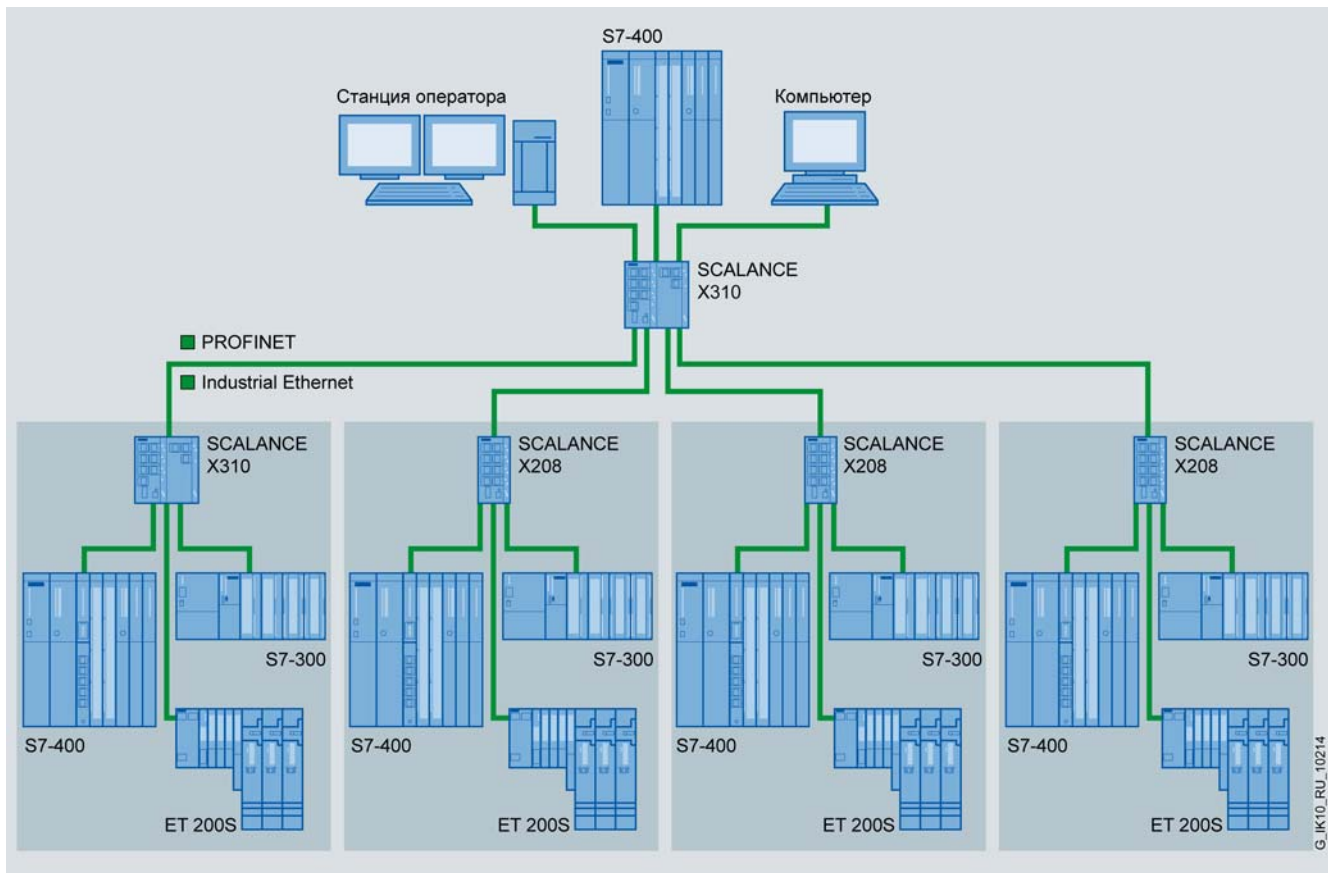 S7-400
Станция оператора
Компьютер
SCALANCE
X310
PROFINET
Industrial Ethernet
SCALANCE
X310
SCALANCE
X208
SCALANCE
X208
SCALANCE
X208
S7-300
S7-300
S7-300
S7-300
S7-400
S7-400
S7-400
S7-400
ET 200S
ET 200S
ET 200S
ET 200S
G_IK10_RU_10214